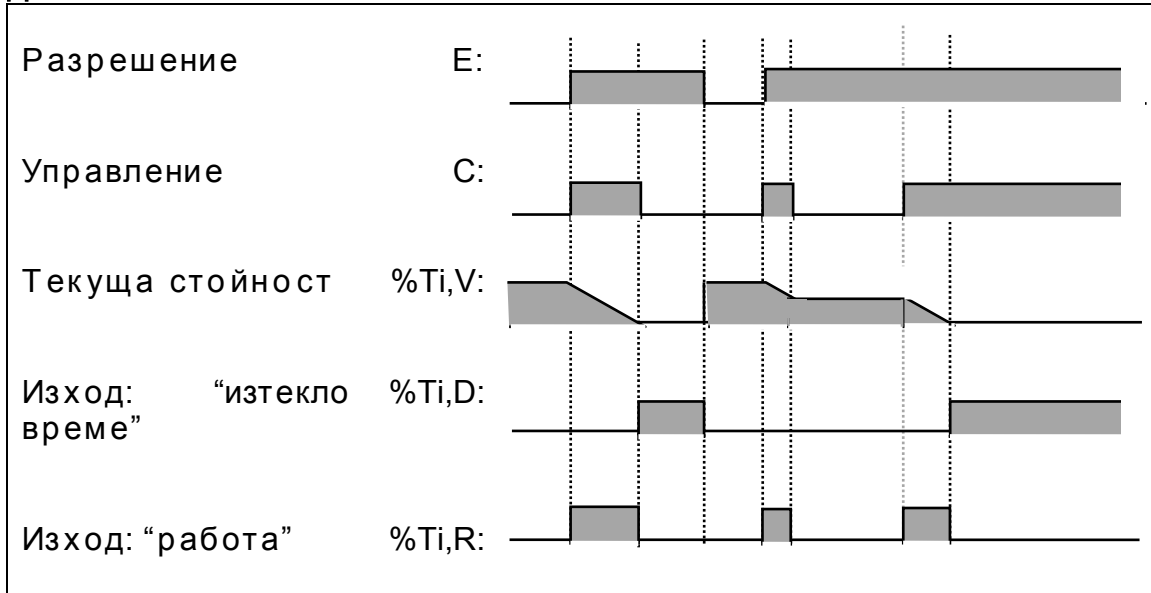 Разрешение E:
Управление C:
Текуща стойност %Ti,V:
Изход: “изтекло %Ti,D:
време”
Изход: “работа” %Ti,R: